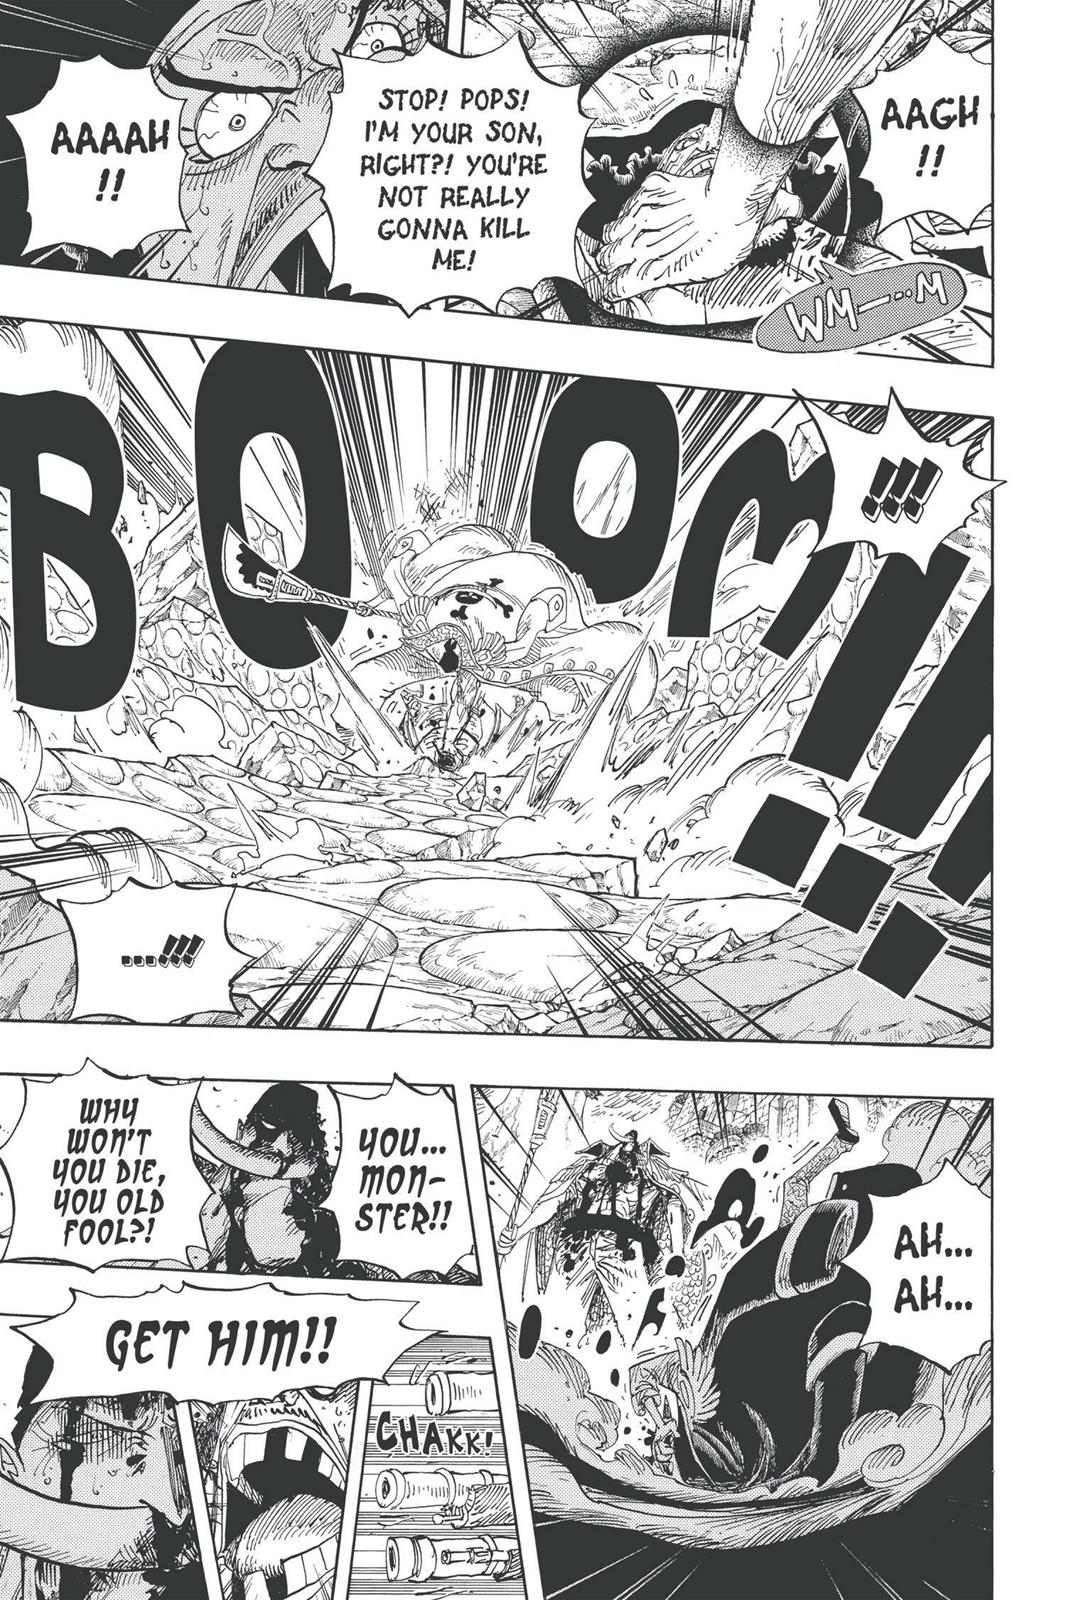 AAGH
!!
WM—··M
STOP! POPS!
I'M YOUR SON,
RIGHT?! YOU'RE
NOT REALLY
GONNA KILL
ME!
AAAAH
!!
!!!
BOOM!!!
...!!!
AH...
AH...
YOU...
MON-
STER!!
WHY
WON'T
YOU DIE,
YOU OLD
FOOL?!
GET HIM!!
CHAKK!